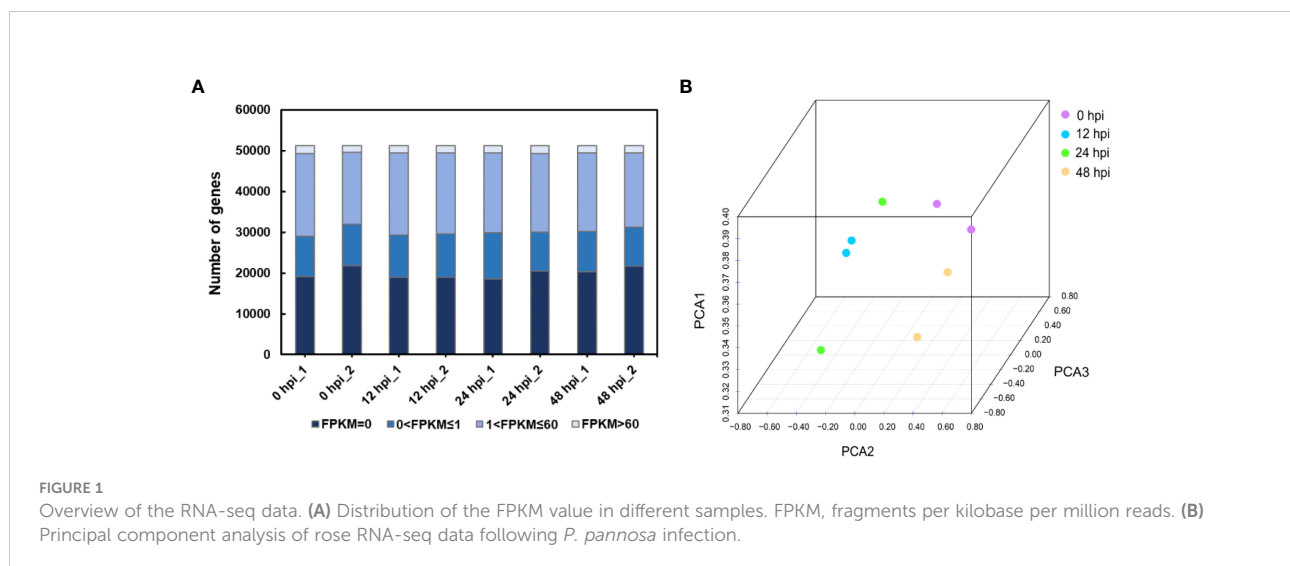 A
Number of genes
60000
50000
40000
30000
20000
10000
0
0 hpi_1
0 hpi_2
12 hpi_1
12 hpi_2
24 hpi_1
24 hpi_2
48 hpi_1
48 hpi_2
FPKM=0
0<FPKM≤1
1<FPKM≤60
FPKM>60
B
0 hpi
12 hpi
24 hpi
48 hpi
PCA1
0.40
0.39
0.38
0.37
0.36
0.35
0.34
0.33
0.32
0.31
−0.80
−0.60
−0.40
−0.20
0.00
0.20
0.40
0.60
0.80
PCA2
0.80
0.60
0.40
0.20
0.00
−0.20
−0.40
−0.60
−0.80
PCA3
FIGURE 1
Overview of the RNA-seq data. (A) Distribution of the FPKM value in different samples. FPKM, fragments per kilobase per million reads. (B)
Principal component analysis of rose RNA-seq data following P. pannosa infection.